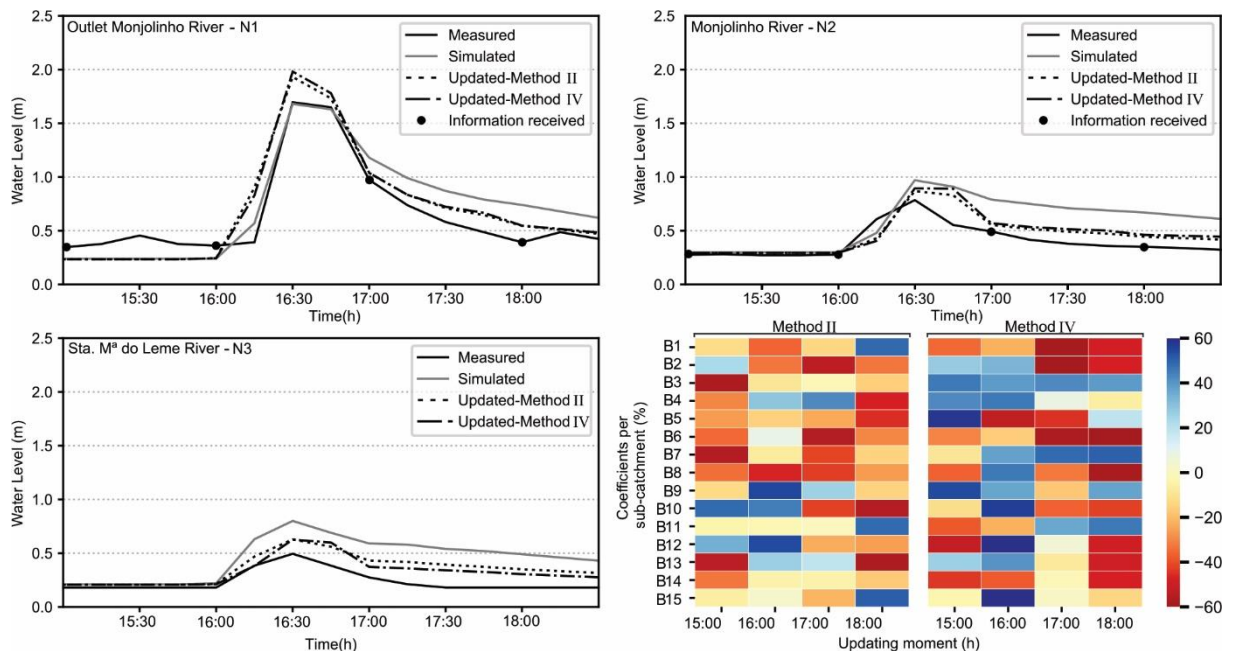 Outlet Monjolinho River - N1
Measured
Simulated
Updated-Method II
Updated-Method IV
Information received
Water Level (m)
2.5
2.0
1.5
1.0
0.5
0.0
15:30
16:00
16:30
17:00
17:30
18:00
Time(h)
Monjolinho River - N2
Measured
Simulated
Updated-Method II
Updated-Method IV
Information received
Water Level (m)
2.5
2.0
1.5
1.0
0.5
0.0
15:30
16:00
16:30
17:00
17:30
18:00
Time(h)
Sta. Mª do Leme River - N3
Measured
Simulated
Updated-Method II
Updated-Method IV
Water Level (m)
2.5
2.0
1.5
1.0
0.5
0.0
15:30
16:00
16:30
17:00
17:30
18:00
Time(h)
Method II
Method IV
Coefficients per
sub-catchment (%)
B1
B2
B3
B4
B5
B6
B7
B8
B9
B10
B11
B12
B13
B14
B15
15:00
16:00
17:00
18:00
15:00
16:00
17:00
18:00
Updating moment (h)
60
40
20
0
−20
−40
−60